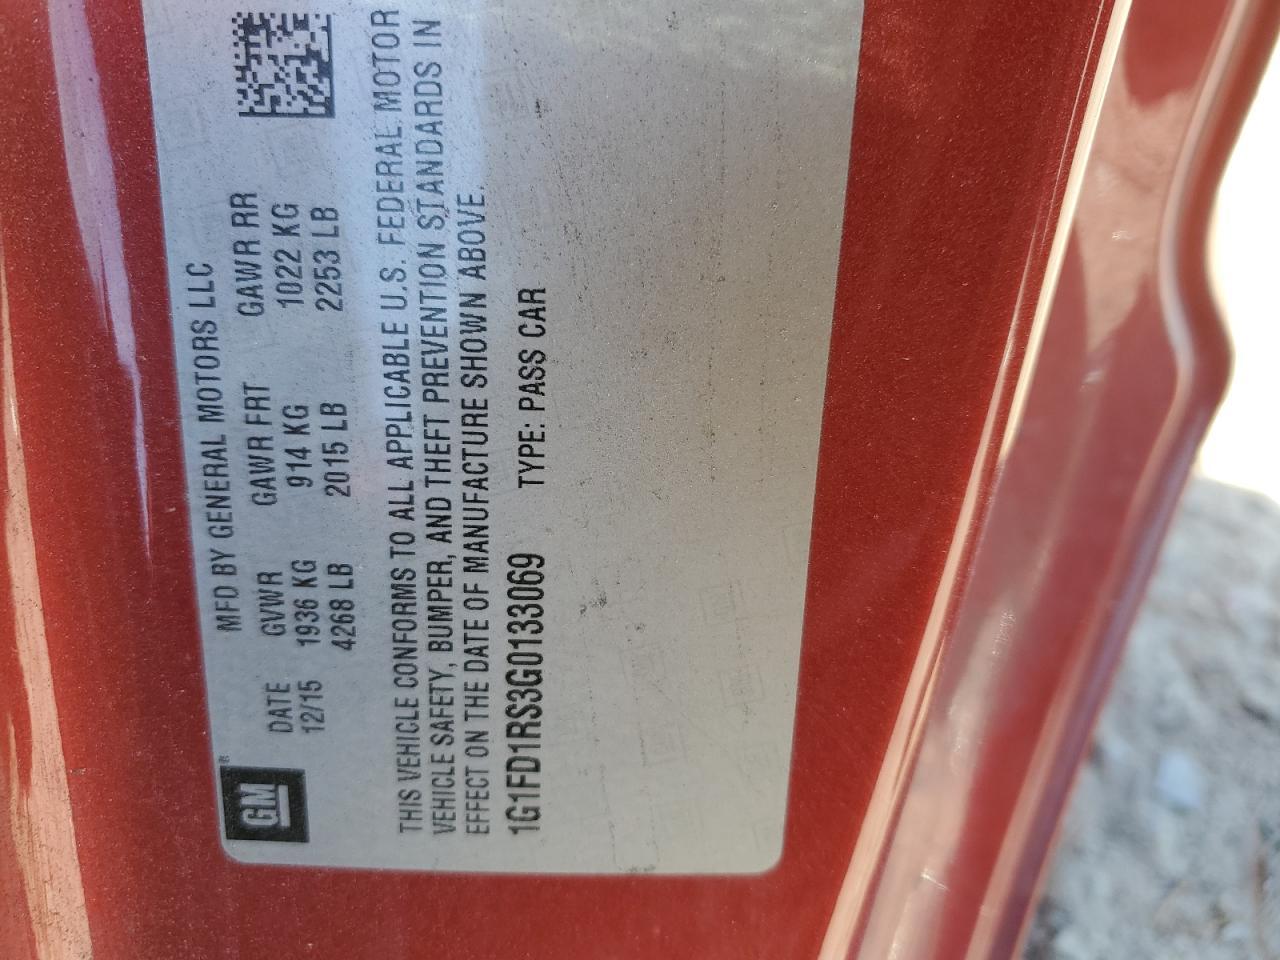 GM
MFD BY GENERAL MOTORS LLC
DATE GVWR GAWR FRT GAWR RR
12/15 1936 KG 914 KG 1022 KG
4268 LB 2015 LB 2253 LB
THIS VEHICLE CONFORMS TO ALL APPLICABLE U.S. FEDERAL MOTOR
VEHICLE SAFETY, BUMPER, AND THEFT PREVENTION STANDARDS IN
EFFECT ON THE DATE OF MANUFACTURE SHOWN ABOVE.
1G1FD1RS3G0133069 TYPE: PASS CAR